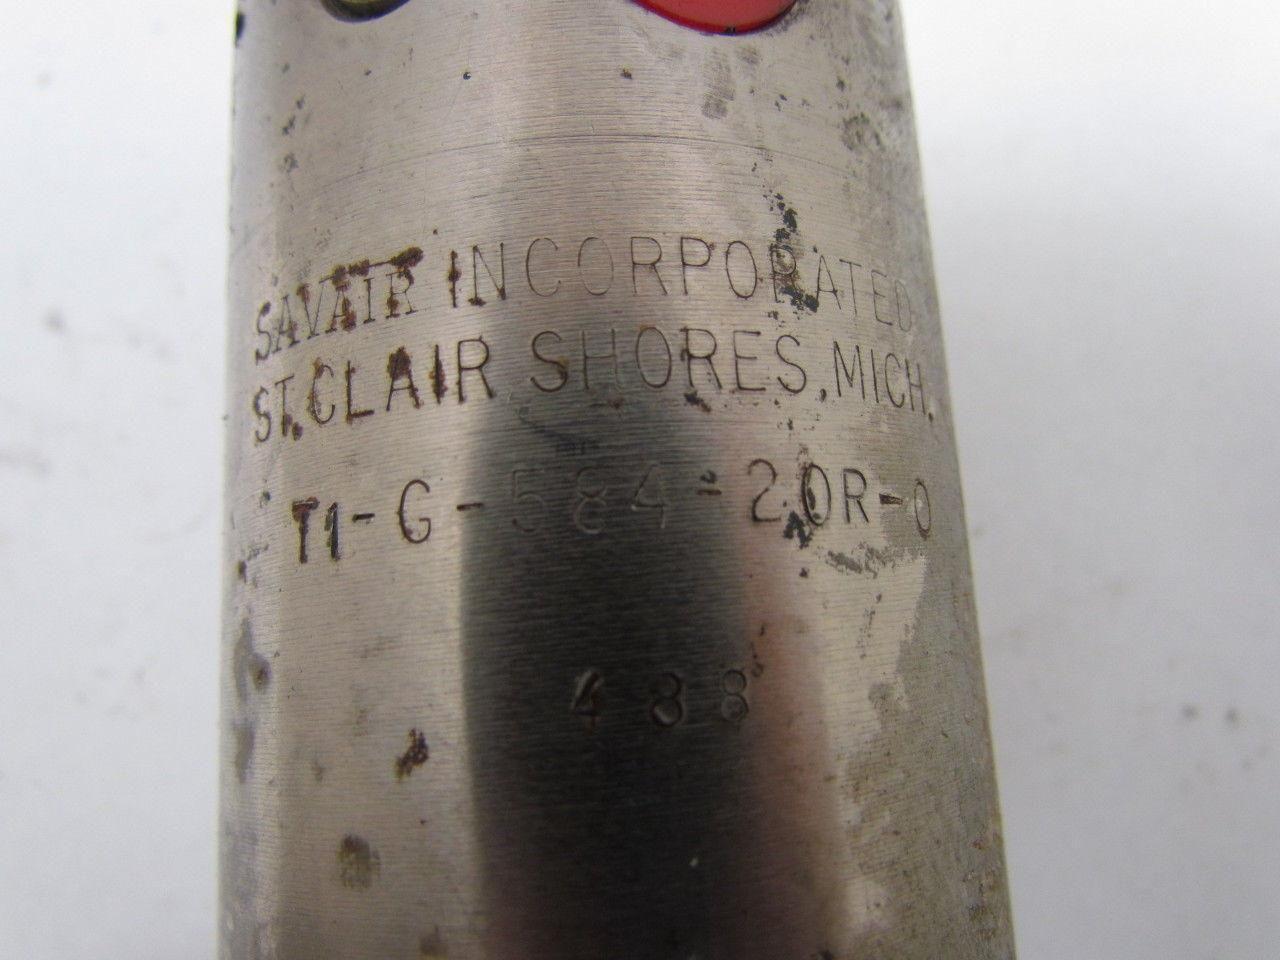 SAVAIR INCORPORATED
ST. CLAIR SHORES, MICH.
T1-G-584-20R-0
488